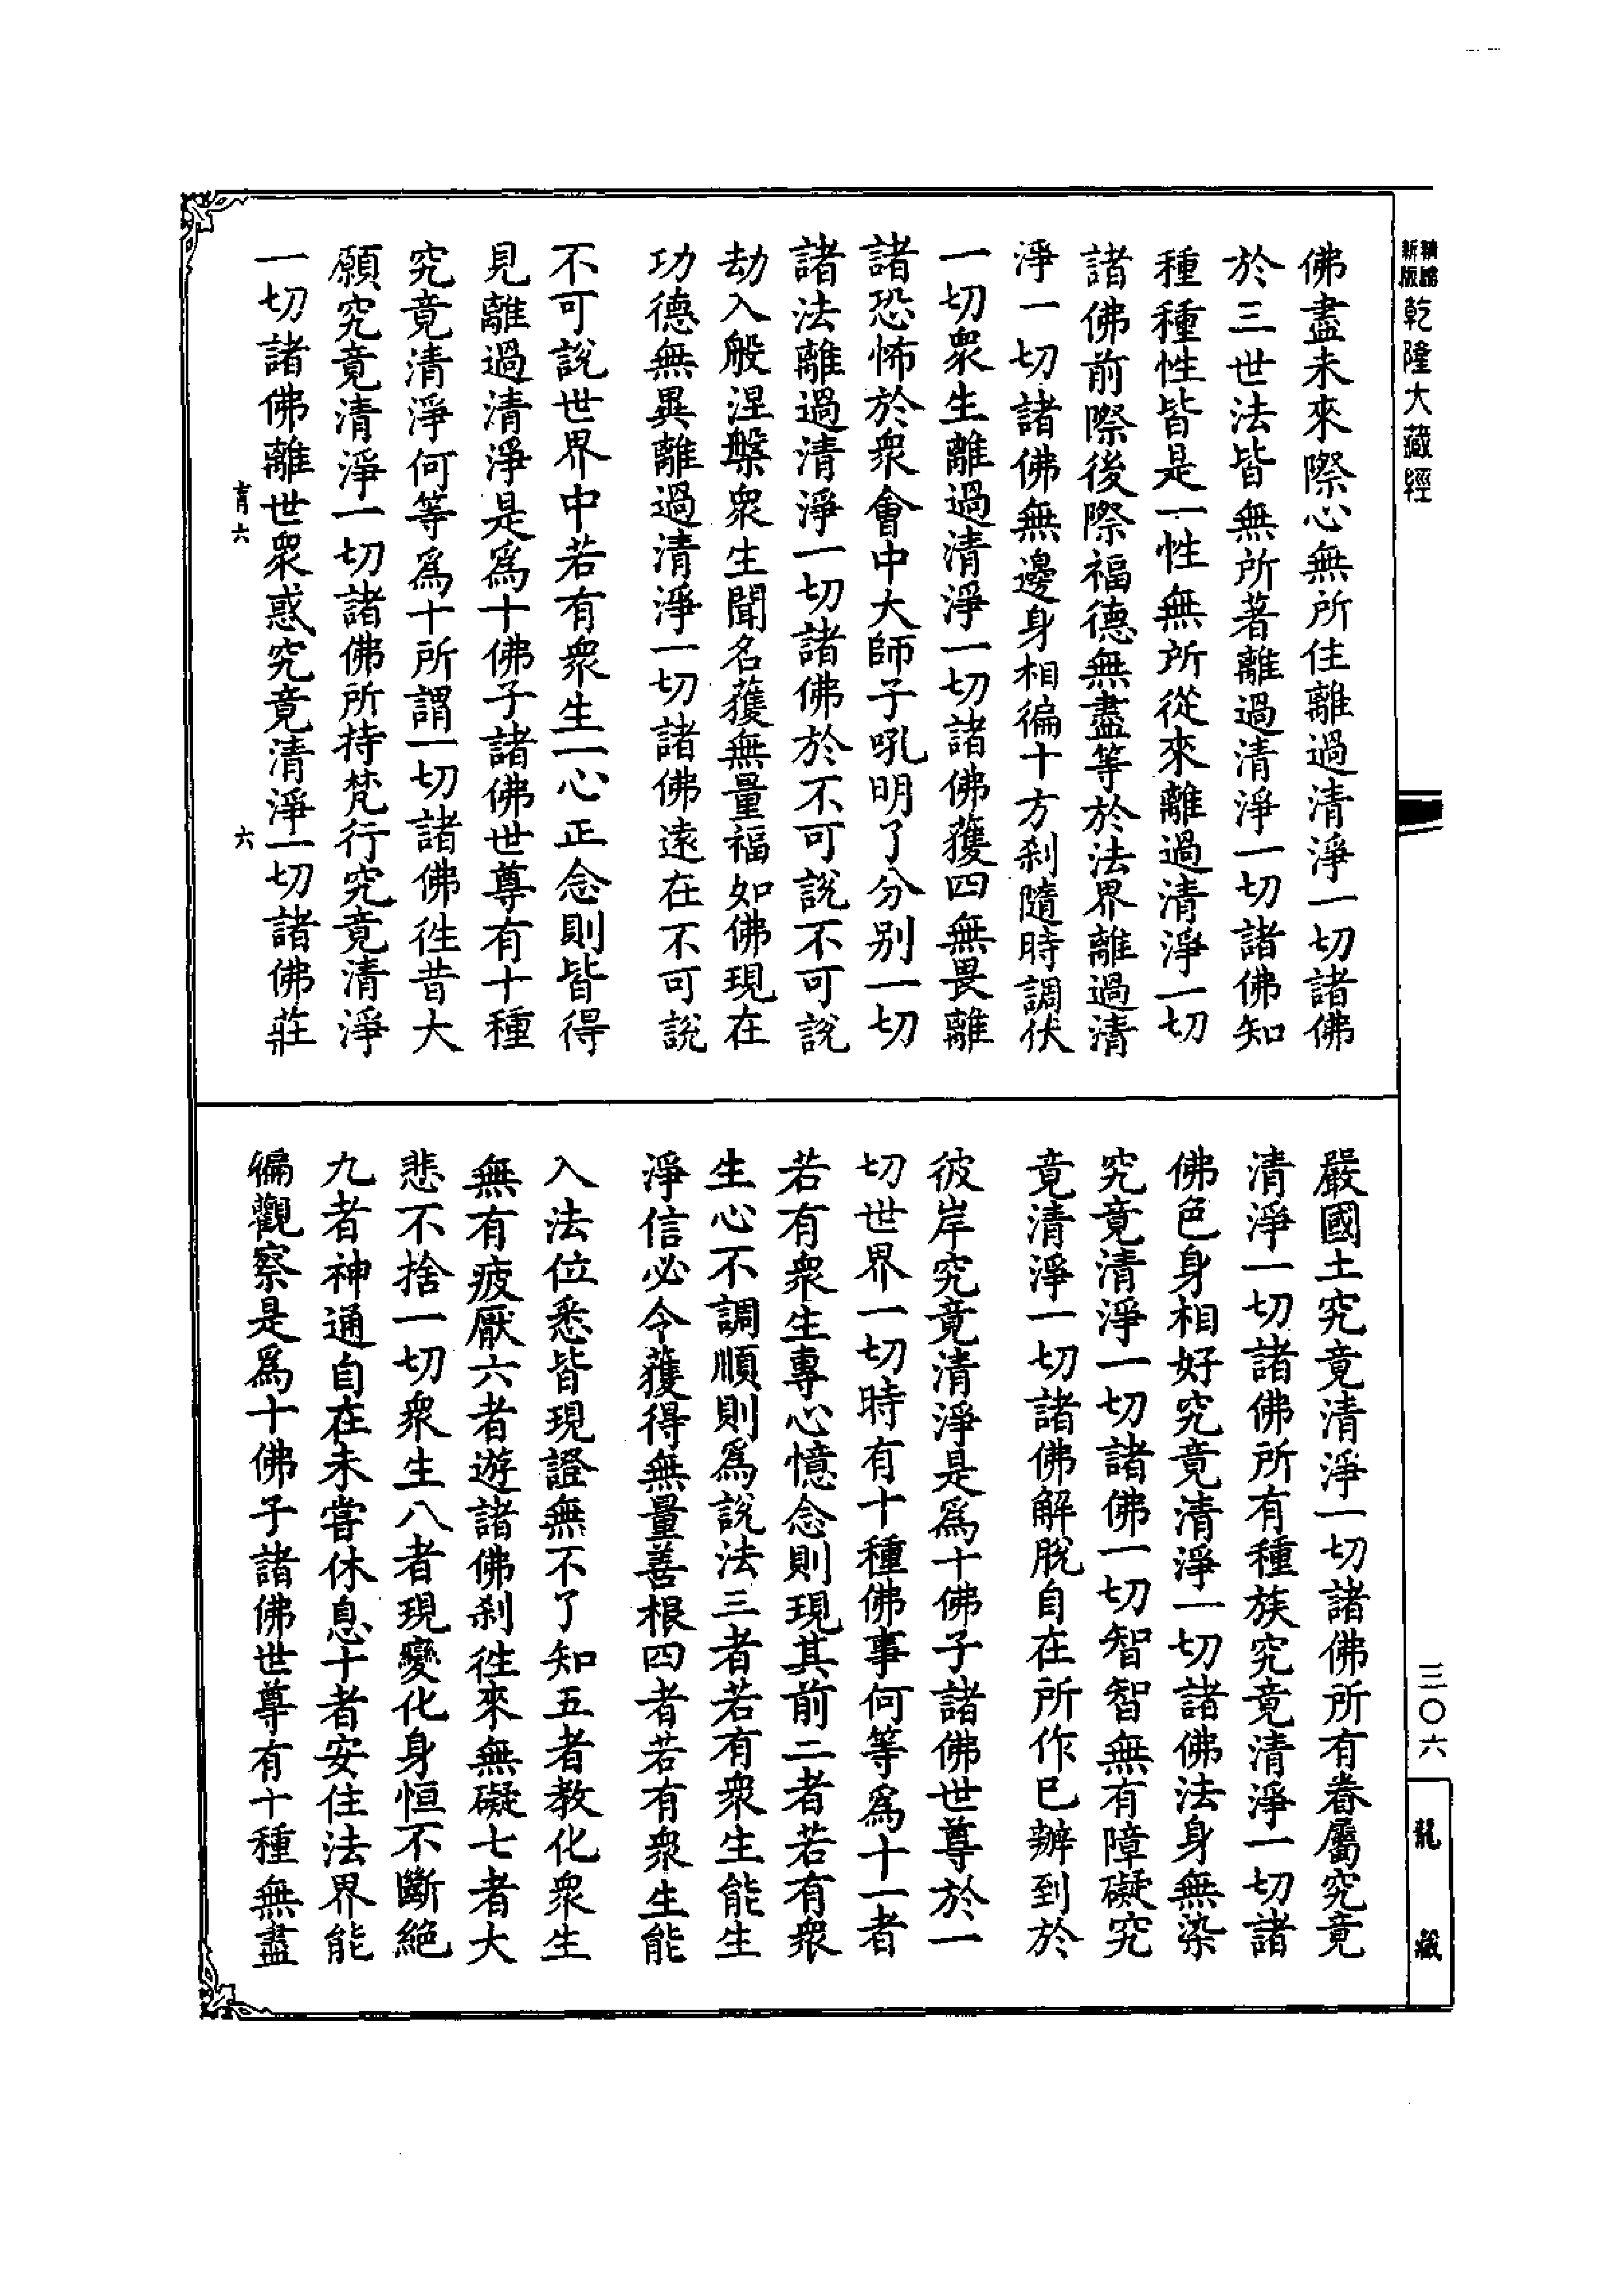 乾隆大藏經
佛盡未來際心無所住離過清淨一切諸佛
於三世法皆無所著離過清淨一切諸佛知
種種性皆是一性無所從來離過清淨一切
諸佛前際後際福德無盡等於法界離過清
淨一切諸佛無邊身相徧十方刹隨時調伏
一切衆生離過清淨一切諸佛獲四無畏離
諸恐怖於衆會中大師子吼明了分别一切
諸法離過清淨一切諸佛於不可說不可說
劫入般涅槃衆生聞名獲無量福如佛現在
功德無異離過清淨一切諸佛遠在不可說
不可說世界中若有衆生一心正念則皆得
見離過清淨是爲十佛子諸佛世尊有十種
究竟清淨何等爲十所謂一切諸佛徃昔大
願究竟清淨一切諸佛所持梵行究竟清淨
一切諸佛離世衆惑究竟清淨一切諸佛莊
六
六
嚴國土究竟清淨一切諸佛所有眷屬究竟
清淨一切諸佛所有種族究竟清淨一切諸
佛色身相好究竟清淨一切諸佛法身無染
究竟清淨一切諸佛一切智智無有障礙究
竟清淨一切諸佛解脫自在所作已辦到於
彼岸究竟清淨是爲十佛子諸佛世尊於一
切世界一切時有十種佛事何等爲十一者
若有衆生專心憶念則現其前二者若有衆
生心不調順則爲說法三者若有衆生能生
淨信必令獲得無量善根四者若有衆生能
入法位悉皆現證無不了知五者教化衆生
無有疲厭六者遊諸佛刹徃來無礙七者大
悲不捨一切衆生八者現變化身恒不斷絕
九者神通自在未嘗休息十者安住法界能
徧觀察是爲十佛子諸佛世尊有十種無盡
三〇六
龍藏